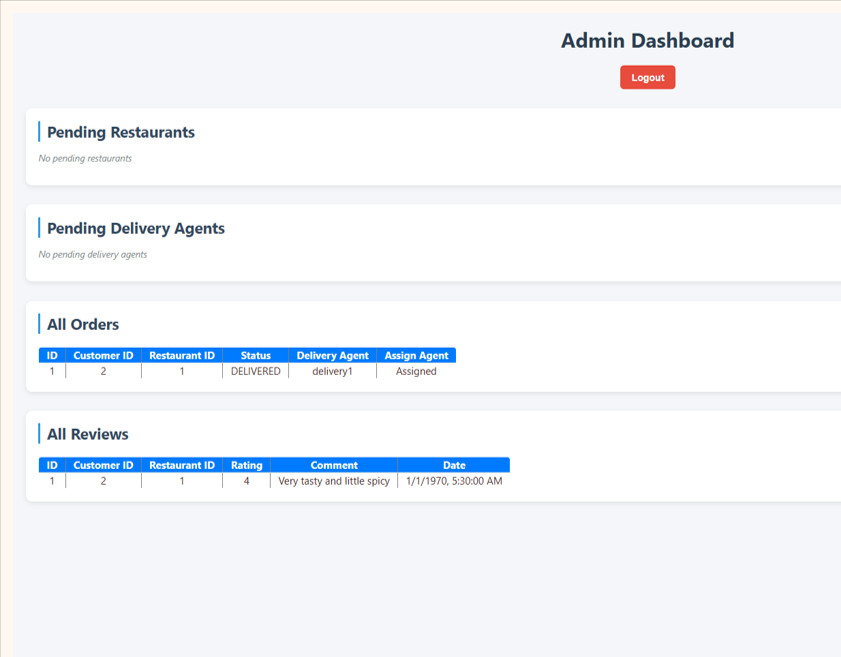 Admin Dashboard
Logout
Pending Restaurants
No pending restaurants
Pending Delivery Agents
No pending delivery agents
All Orders
ID Customer ID Restaurant ID Status Delivery Agent Assign Agent
1 2 1 DELIVERED delivery1 Assigned
All Reviews
ID Customer ID Restaurant ID Rating Comment Date
1 2 1 4 Very tasty and little spicy 1/1/1970, 5:30:00 AM